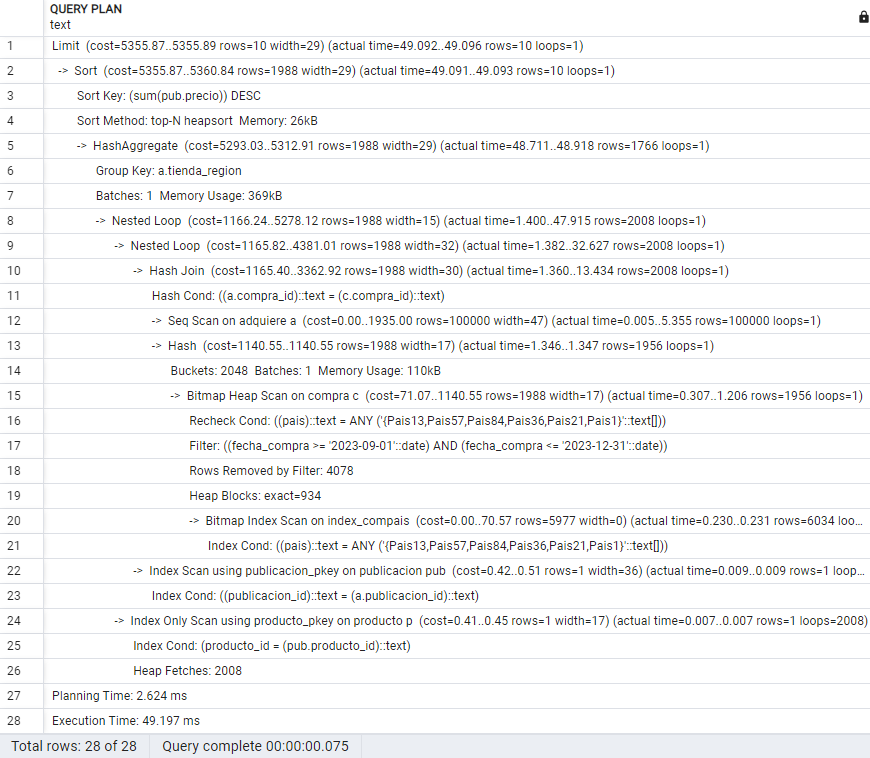 QUERY PLAN
text
1 Limit (cost=5355.87..5355.89 rows=10 width=29) (actual time=49.092..49.096 rows=10 loops=1)
2 -> Sort (cost=5355.87..5360.84 rows=1988 width=29) (actual time=49.091..49.093 rows=10 loops=1)
3 Sort Key: (sum(pub.precio)) DESC
4 Sort Method: top-N heapsort Memory: 26kB
5 -> HashAggregate (cost=5293.03..5312.91 rows=1988 width=29) (actual time=48.711..48.918 rows=1766 loops=1)
6 Group Key: a.tienda_region
7 Batches: 1 Memory Usage: 369kB
8 -> Nested Loop (cost=1166.24..5278.12 rows=1988 width=15) (actual time=1.400..47.915 rows=2008 loops=1)
9 -> Nested Loop (cost=1165.82..4381.01 rows=1988 width=32) (actual time=1.382..32.627 rows=2008 loops=1)
10 -> Hash Join (cost=1165.40..3362.92 rows=1988 width=30) (actual time=1.360..13.434 rows=2008 loops=1)
11 Hash Cond: ((a.compra_id)::text = (c.compra_id)::text)
12 -> Seq Scan on adquiere a (cost=0.00..1935.00 rows=100000 width=47) (actual time=0.005..5.355 rows=100000 loops=1)
13 -> Hash (cost=1140.55..1140.55 rows=1988 width=17) (actual time=1.346..1.347 rows=1956 loops=1)
14 Buckets: 2048 Batches: 1 Memory Usage: 110kB
15 -> Bitmap Heap Scan on compra c (cost=71.07..1140.55 rows=1988 width=17) (actual time=0.307..1.206 rows=1956 loops=1)
16 Recheck Cond: ((pais)::text = ANY ('{Pais13,Pais57,Pais84,Pais36,Pais21,Pais1}'::text[]))
17 Filter: ((fecha_compra >= '2023-09-01'::date) AND (fecha_compra <= '2023-12-31'::date))
18 Rows Removed by Filter: 4078
19 Heap Blocks: exact=934
20 -> Bitmap Index Scan on index_compais (cost=0.00..70.57 rows=5977 width=0) (actual time=0.230..0.231 rows=6034 loo...
21 Index Cond: ((pais)::text = ANY ('{Pais13,Pais57,Pais84,Pais36,Pais21,Pais1}'::text[]))
22 -> Index Scan using publicacion_pkey on publicacion pub (cost=0.42..0.51 rows=1 width=36) (actual time=0.009..0.009 rows=1 loop...
23 Index Cond: ((publicacion_id)::text = (a.publicacion_id)::text)
24 -> Index Only Scan using producto_pkey on producto p (cost=0.41..0.45 rows=1 width=17) (actual time=0.007..0.007 rows=1 loops=2008)
25 Index Cond: (producto_id = (pub.producto_id)::text)
26 Heap Fetches: 2008
27 Planning Time: 2.624 ms
28 Execution Time: 49.197 ms
Total rows: 28 of 28 Query complete 00:00:00.075